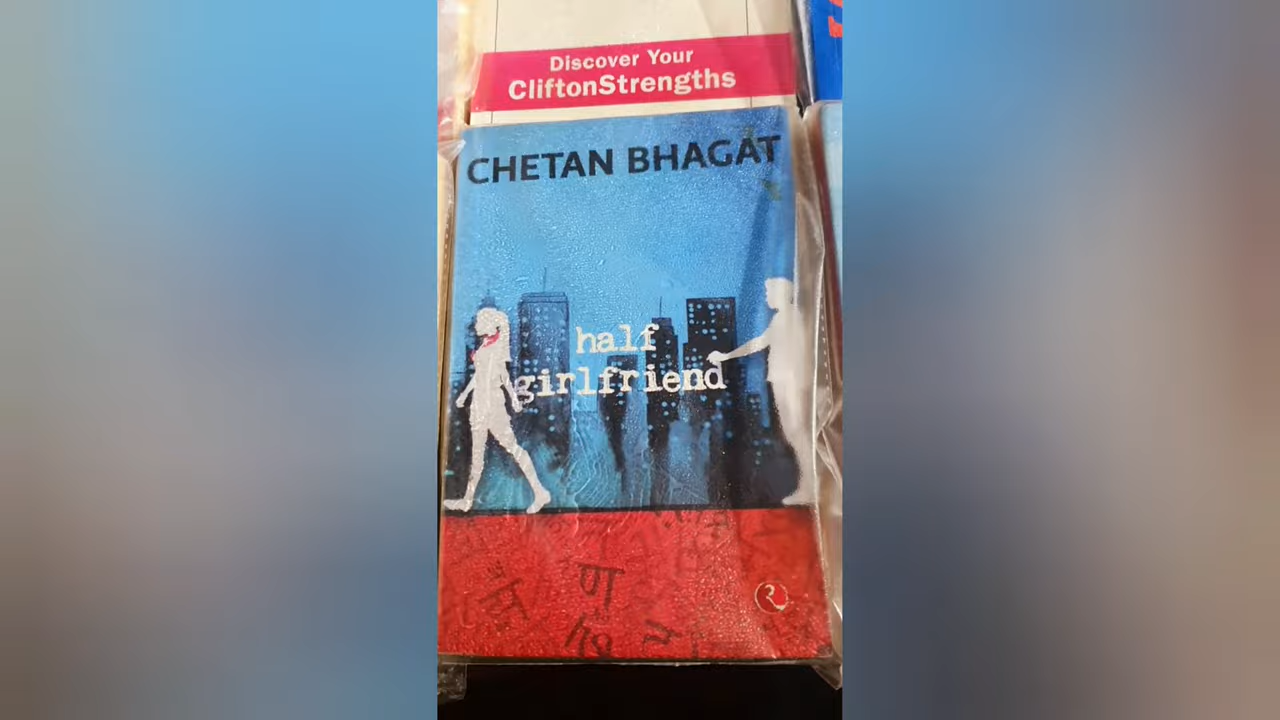 Discover Your
CliftonStrengths
CHETAN BHAGAT
half
girlfriend
ण